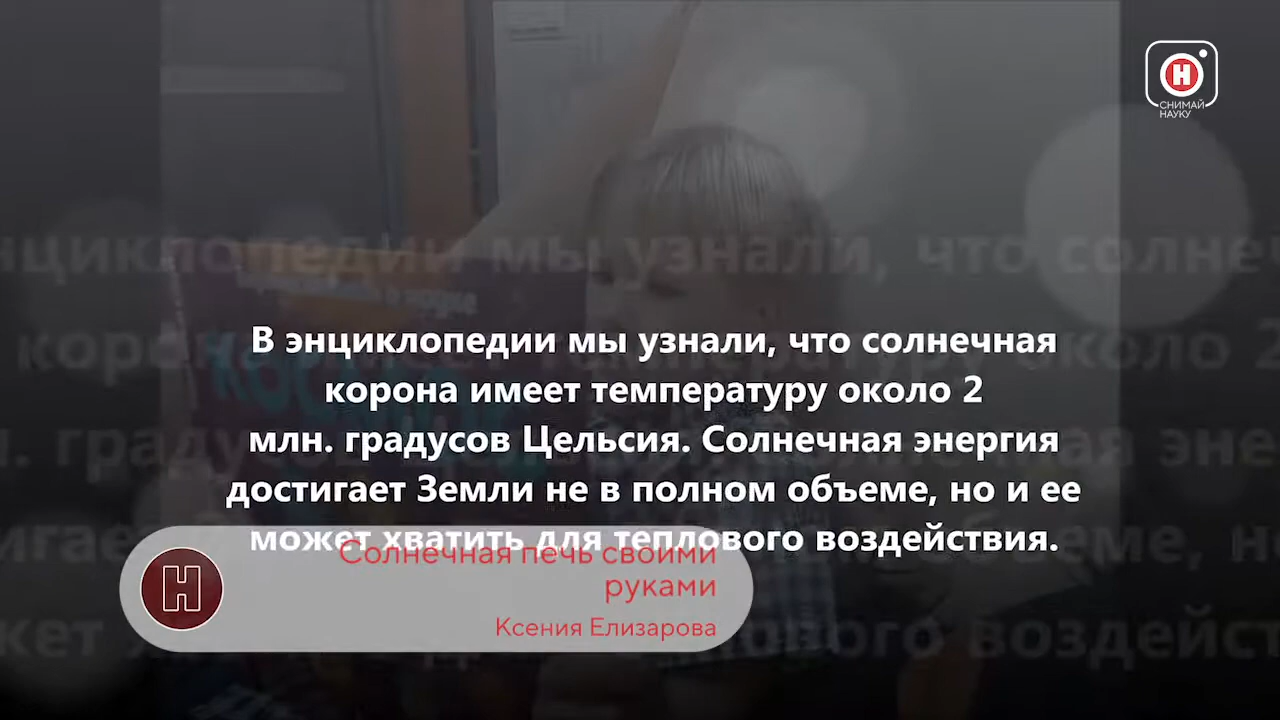 Н
СНИМАЙ
НАУКУ
В энциклопедии мы узнали, что солнечная
корона имеет температуру около 2
млн. градусов Цельсия. Солнечная энергия
достигает Земли не в полном объеме, но и ее
может хватить для теплового воздействия.
Н
Солнечная печь своими
руками
Ксения Елизарова